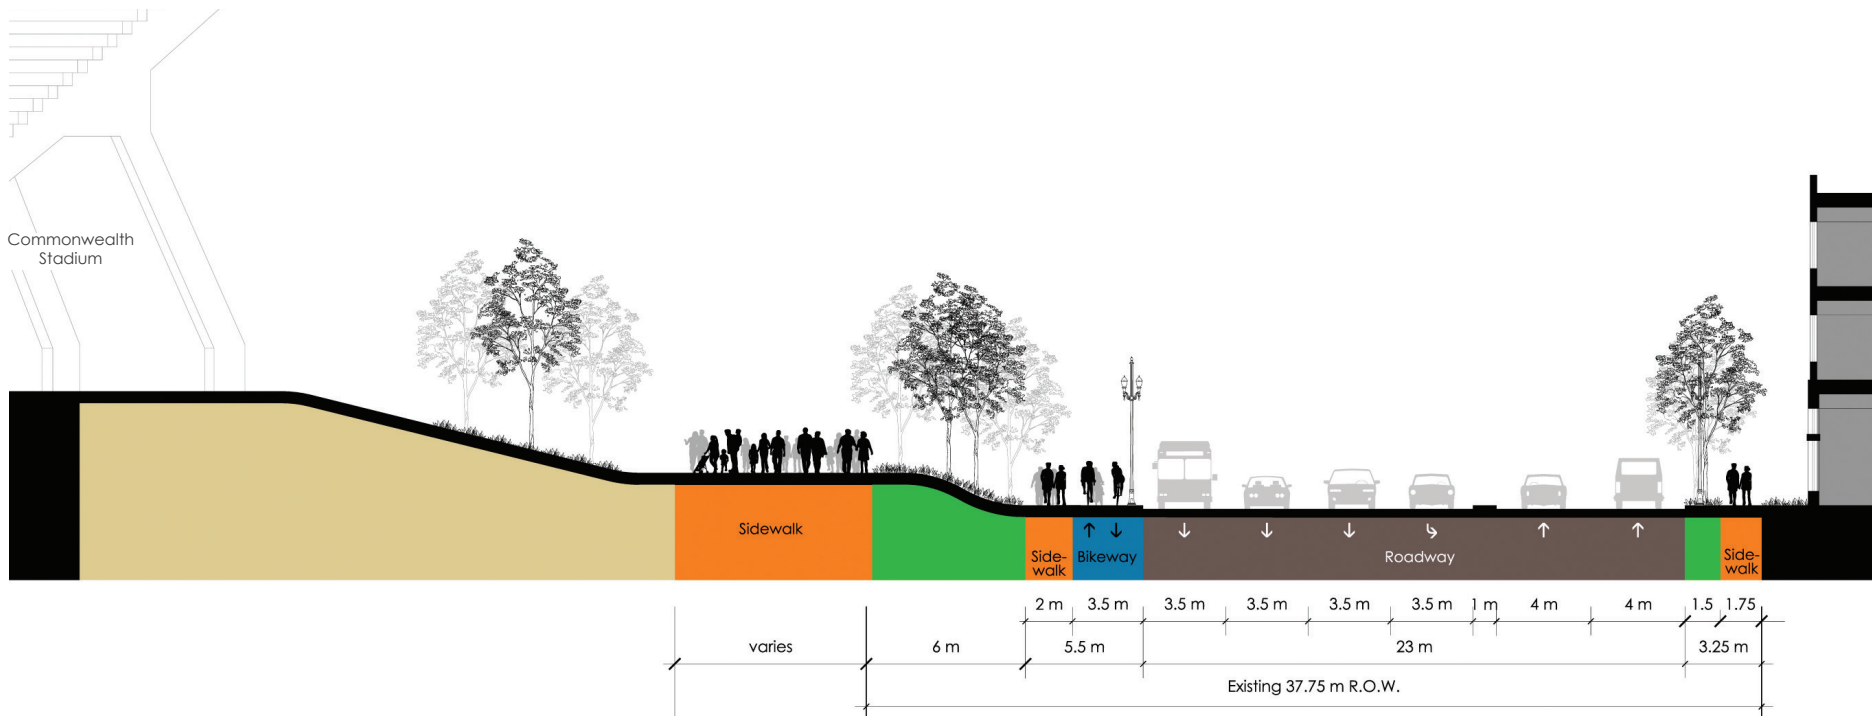 Commonwealth
Stadium
Sidewalk
Side-
walk
Bikeway
Roadway
Side-
walk
2 m
3.5 m
3.5 m
3.5 m
3.5 m
3.5 m
1 m
4 m
4 m
1.5
1.75
varies
6 m
5.5 m
23 m
3.25 m
Existing 37.75 m R.O.W.